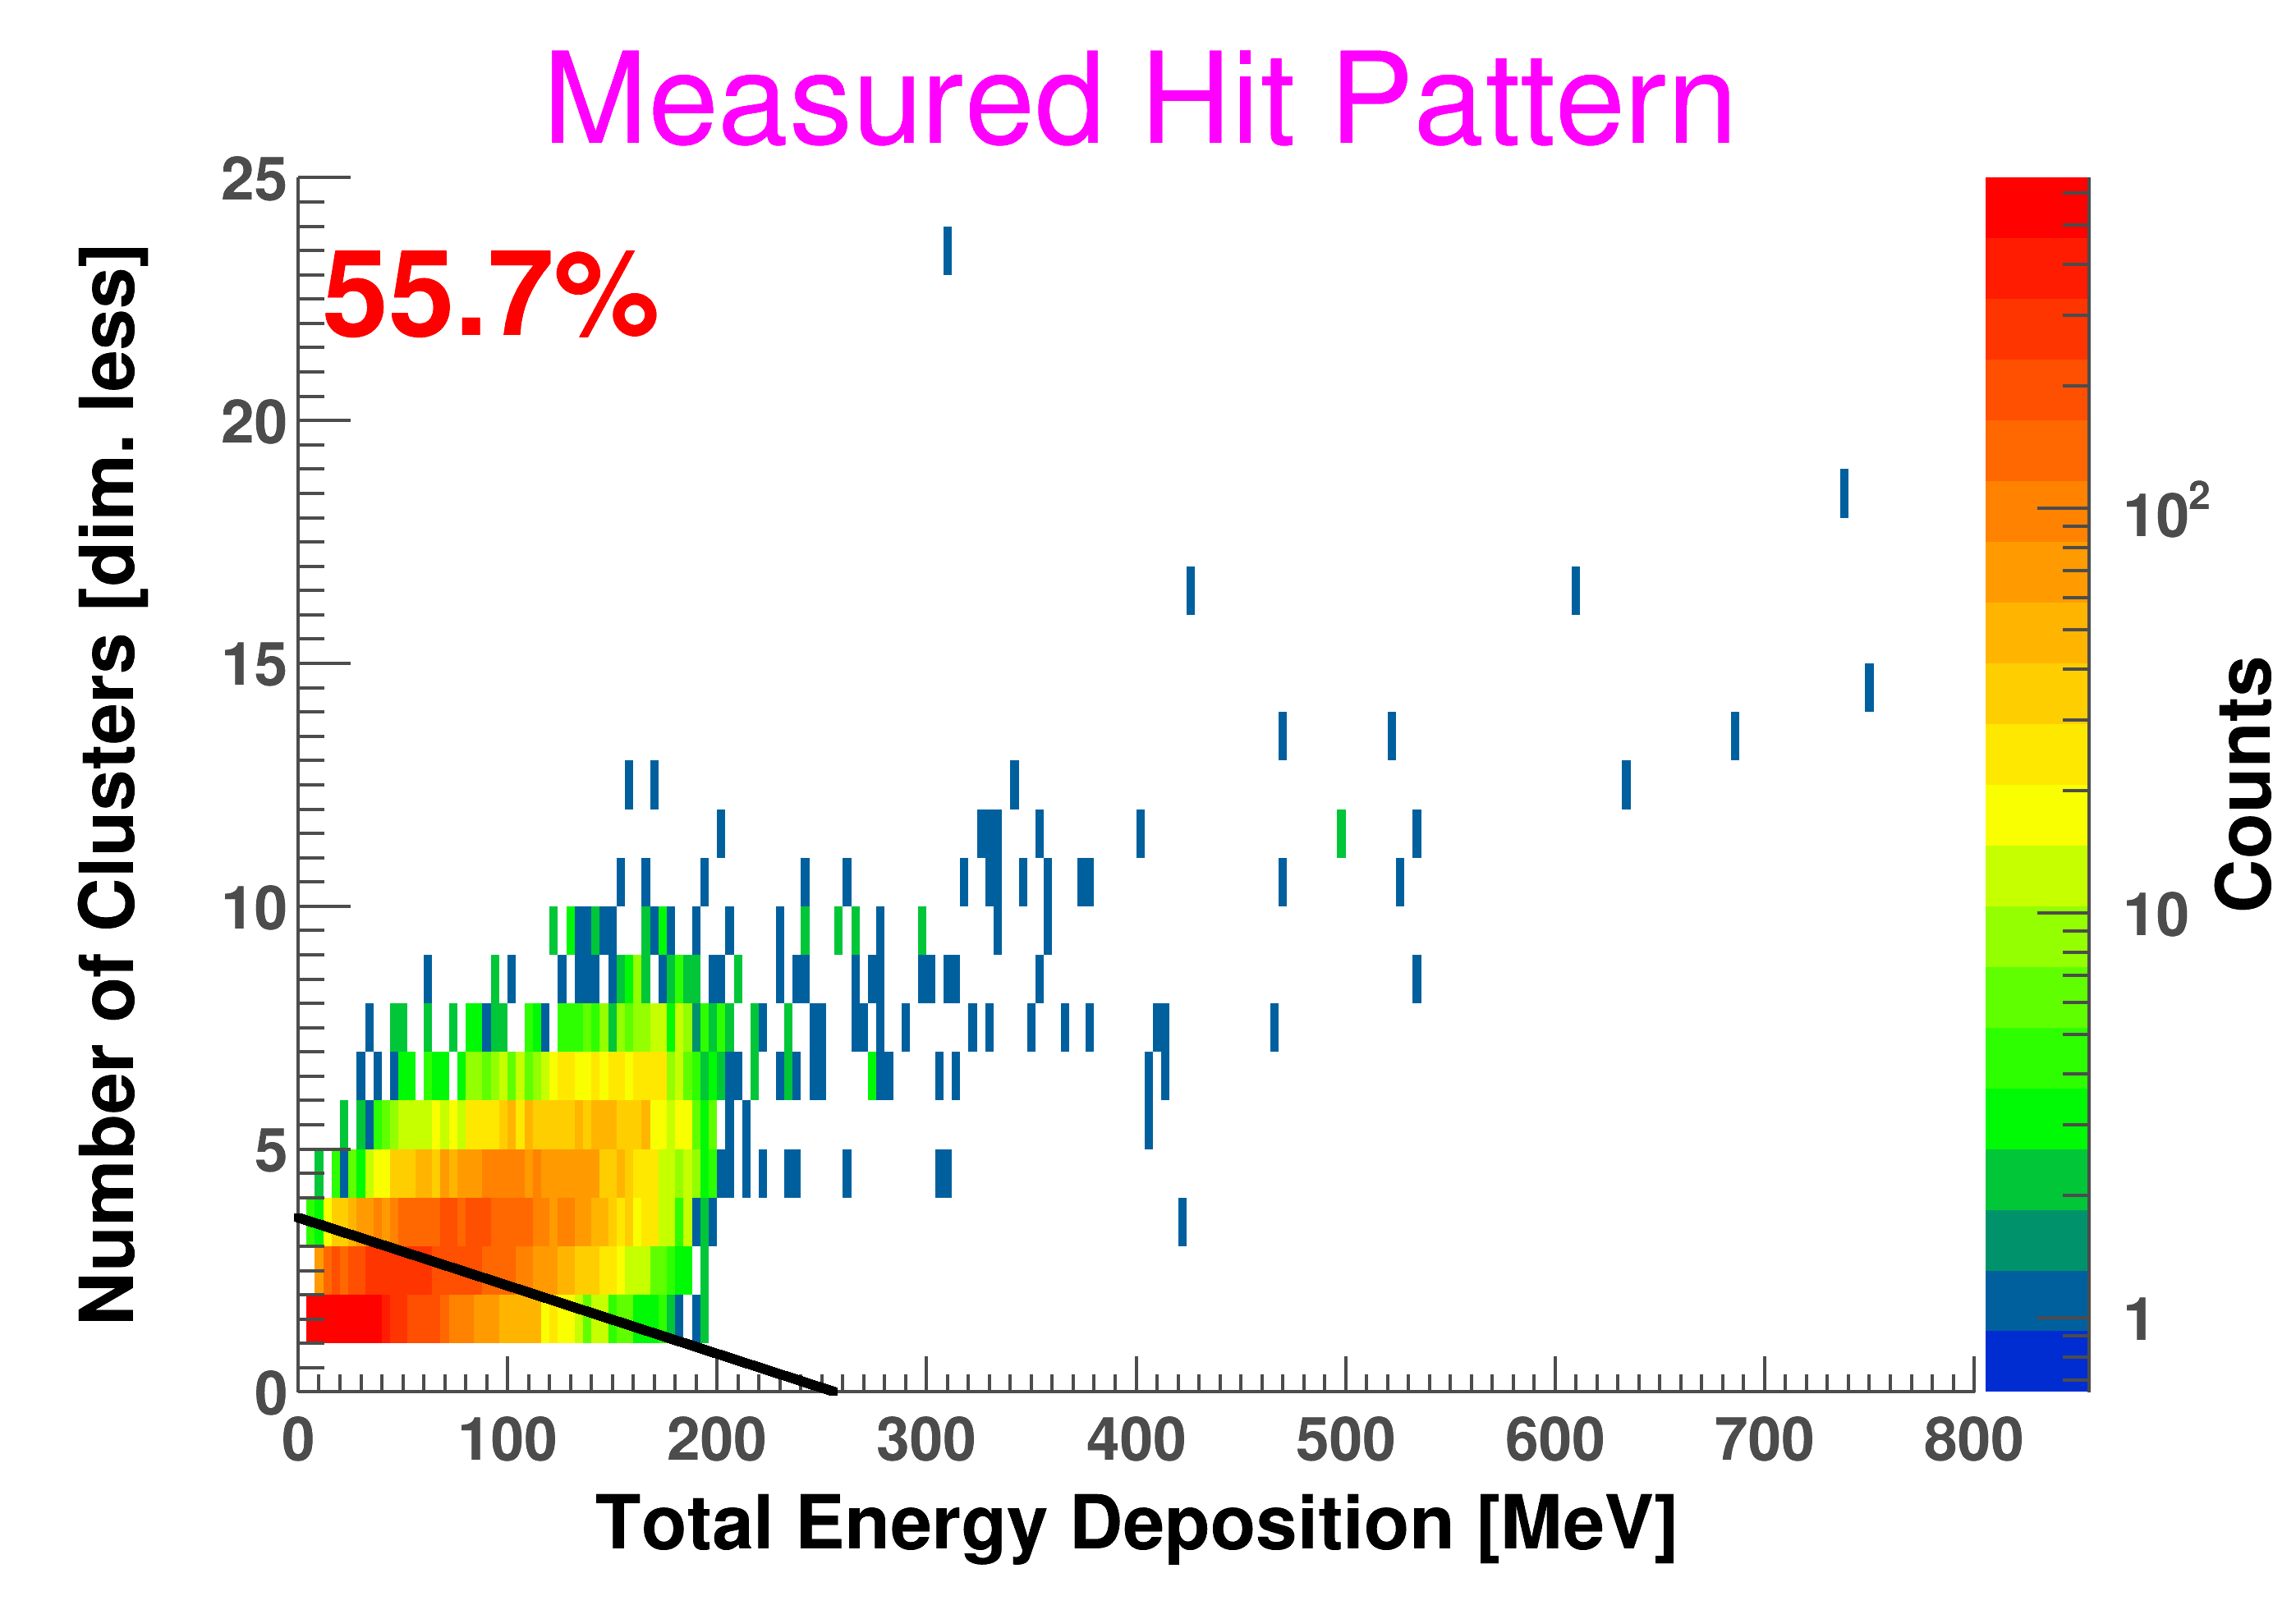 Measured Hit Pattern
55.7%
Number of Clusters [dim. less]
25
20
15
10
5
0
0 100 200 300 400 500 600 700 800
Total Energy Deposition [MeV]
10²
10
1
Counts